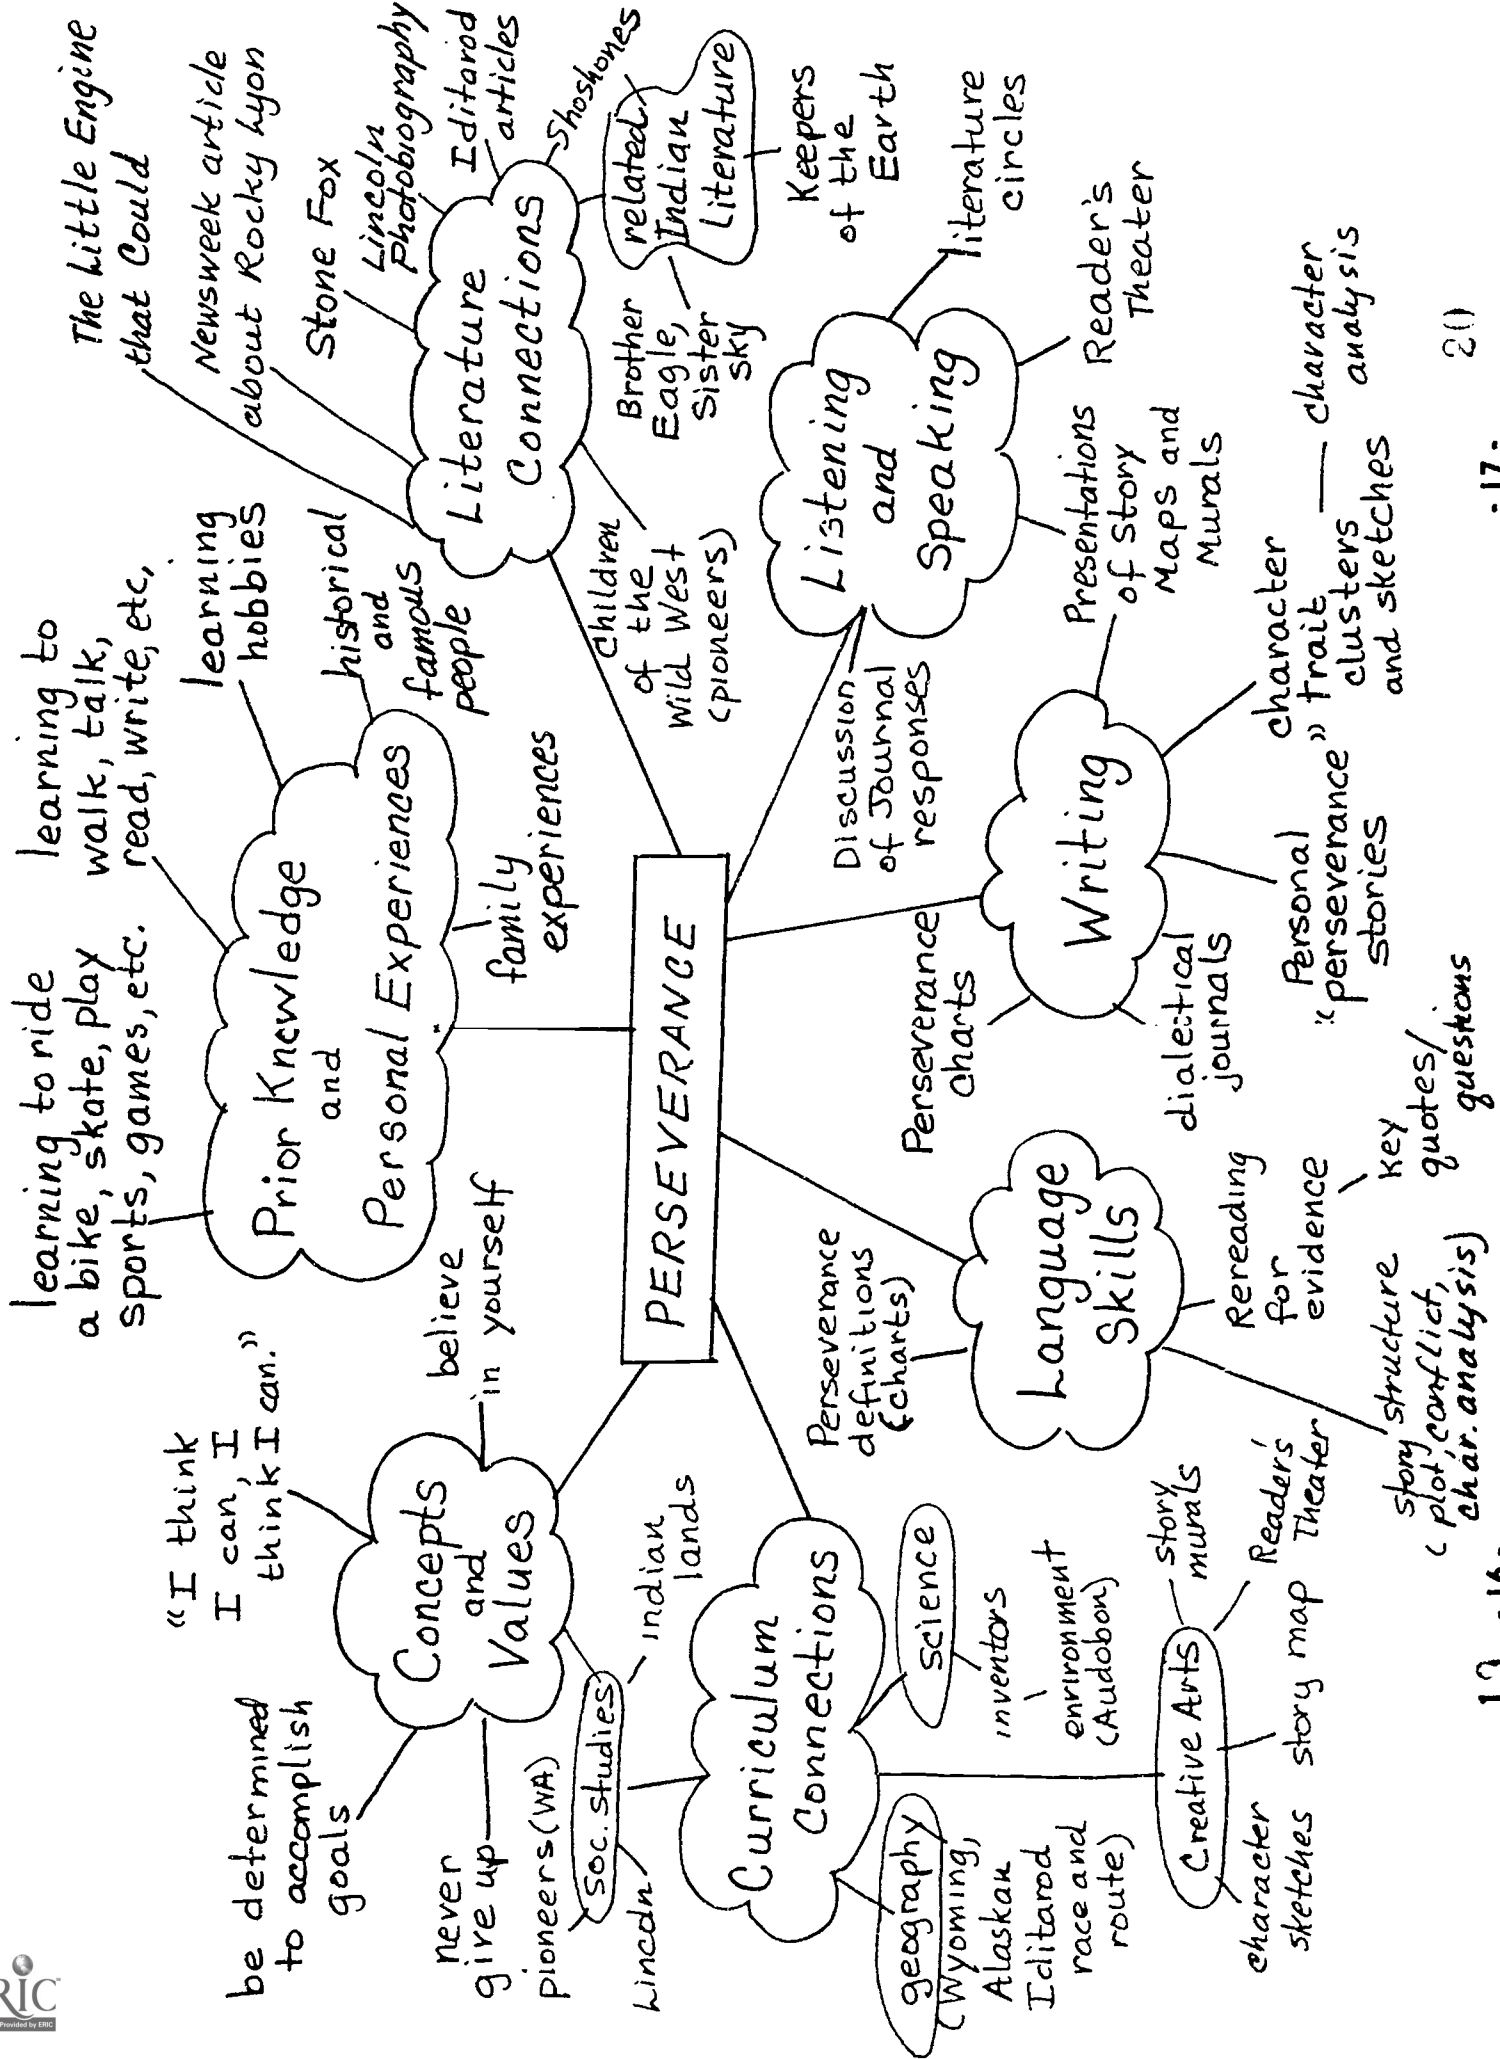 be determined
to accomplish
goals
"I think
I can, I
think I can."
believe
in yourself
never
give up
Concepts
and
Values
learning to ride
a bike, skate, play
sports, games, etc.
learning to
walk, talk,
read, write, etc.
learning
hobbies
historical
and
famous
people
family
experiences
Prior Knowledge
and
Personal Experiences
The Little Engine
that Could
Newsweek article
about Rocky Lyon
Stone Fox
Lincoln
Photobiography
Iditarod
articles
Shoshones
Literature
Connections
related
Indian
Literature
Keepers
of the
Earth
Brother
Eagle,
Sister
sky
Children
of the
Wild West
(pioneers)
PERSEVERANCE
pioneers (WA)
Soc. studies
Lincoln
Indian
lands
Curriculum
Connections
science
inventors
environment
(Audobon)
geography
(Wyoming,
Alaskan
Iditarod
race and
route)
Creative Arts
story
murals
Reader's
Theater
story map
character
sketches
Perseverance
definitions
(charts)
Language
Skills
Rereading
for
evidence
key
quotes/
questions
story structure
(plot, conflict,
char. analysis)
Perseverance
charts
Writing
dialectical
journals
Personal
"perseverance"
stories
character
trait
clusters
and sketches
character
analysis
Presentations
of story
Maps and
Murals
Discussion
of Journal
responses
Listening
and
Speaking
literature
circles
Reader's
Theater
20
ERIC
Provided by ERIC